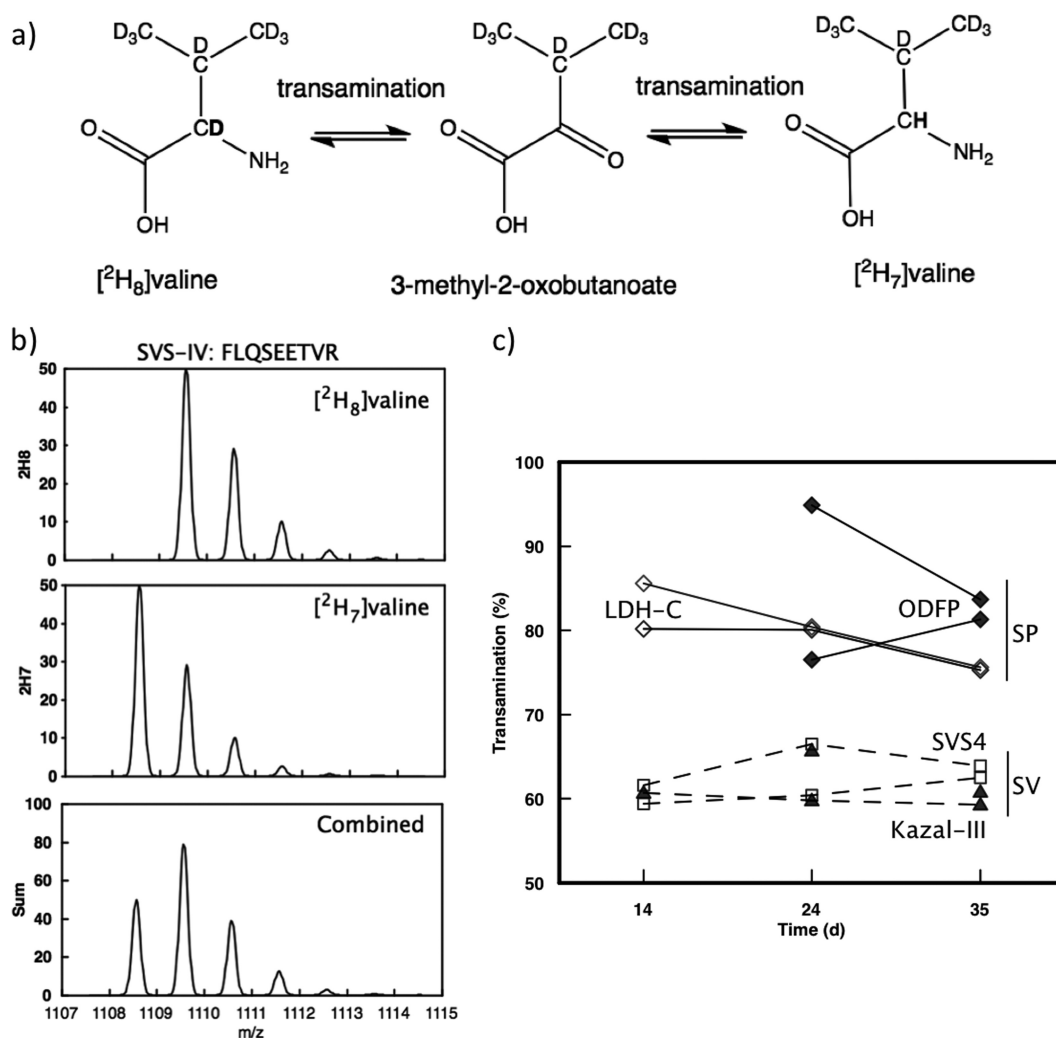 a)
D₃C CD₃ D₃C CD₃ D₃C CD₃
D D D
C C C
transamination transamination
O CD O CH
NH₂ O NH₂
OH OH OH
[²H₈]valine 3-methyl-2-oxobutanoate [²H₇]valine
b)
SVS-IV: FLQSEETVR
[²H₈]valine
2H8
50
40
30
20
10
0
[²H₇]valine
2H7
50
40
30
20
10
0
Combined
Sum
100
80
60
40
20
0
1107 1108 1109 1110 1111 1112 1113 1114 1115
m/z
c)
Transamination (%)
100
90
80
70
60
50
LDH-C
ODFP
SP
SVS4
SV
Kazal-III
14 24 35
Time (d)